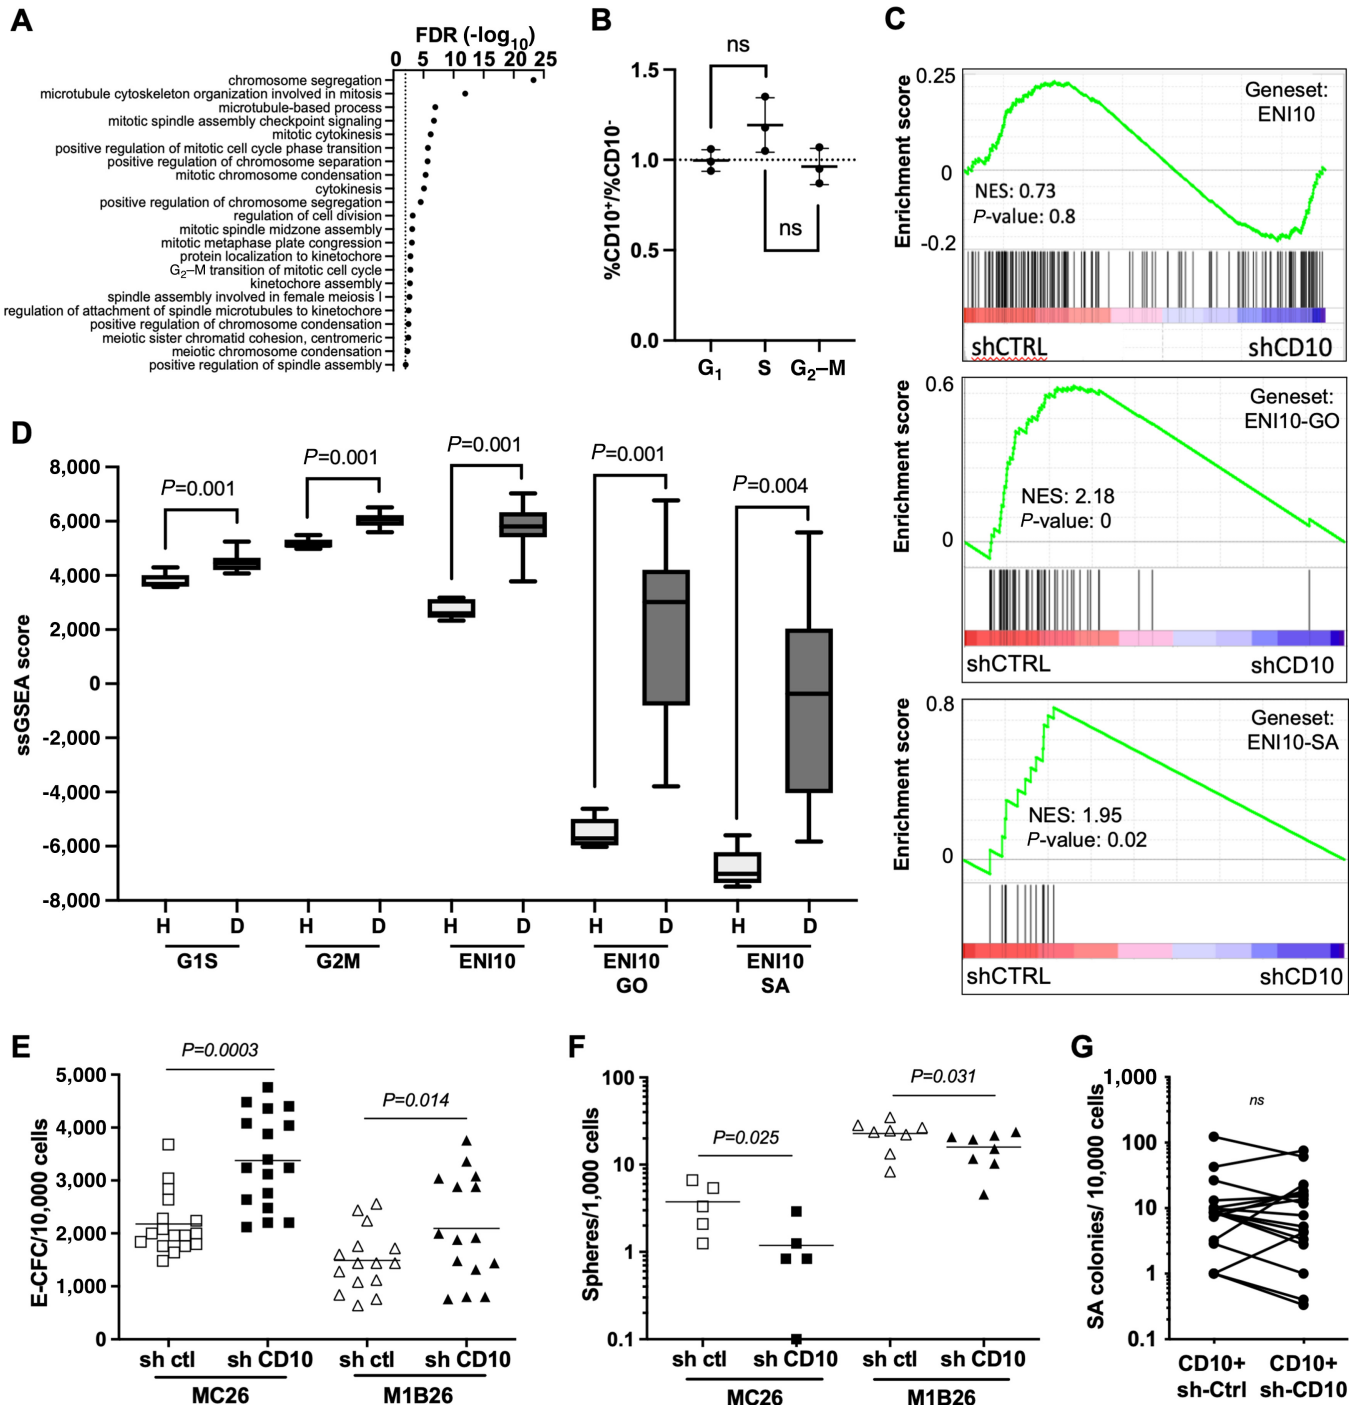 A
FDR (-log10)
0 5 10 15 20 25
chromosome segregation
microtubule cytoskeleton organization involved in mitosis
microtubule-based process
mitotic spindle assembly checkpoint signaling
mitotic cytokinesis
positive regulation of mitotic cell cycle phase transition
positive regulation of chromosome separation
mitotic chromosome condensation
cytokinesis
positive regulation of chromosome segregation
regulation of cell division
mitotic spindle midzone assembly
mitotic metaphase plate congression
protein localization to kinetochore
G2–M transition of mitotic cell cycle
kinetochore assembly
spindle assembly involved in female meiosis I
regulation of attachment of spindle microtubules to kinetochore
positive regulation of chromosome condensation
meiotic sister chromatid cohesion, centromeric
meiotic chromosome condensation
positive regulation of spindle assembly
B
%CD10+/%CD10-
1.5
1.0
0.5
0.0
ns
ns
G1 S G2–M
C
Enrichment score
0.25
0
-0.2
Geneset:
ENI10
NES: 0.73
P-value: 0.8
shCTRL shCD10
Enrichment score
0.6
0
Geneset:
ENI10-GO
NES: 2.18
P-value: 0
shCTRL shCD10
Enrichment score
0.8
0
Geneset:
ENI10-SA
NES: 1.95
P-value: 0.02
shCTRL shCD10
D
ssGSEA score
8,000
6,000
4,000
2,000
0
-2,000
-4,000
-6,000
-8,000
P=0.001
P=0.001
P=0.001
P=0.001
P=0.004
H D H D H D H D H D
G1S G2M ENI10 ENI10 ENI10
GO SA
E
E-CFC/10,000 cells
5,000
4,000
3,000
2,000
1,000
0
P=0.0003
P=0.014
sh ctl sh CD10 sh ctl sh CD10
MC26 M1B26
F
Spheres/1,000 cells
100
10
1
0.1
P=0.025
P=0.031
sh ctl sh CD10 sh ctl sh CD10
MC26 M1B26
G
SA colonies/ 10,000 cells
1,000
100
10
1
0.1
ns
CD10+ CD10+
sh-Ctrl sh-CD10